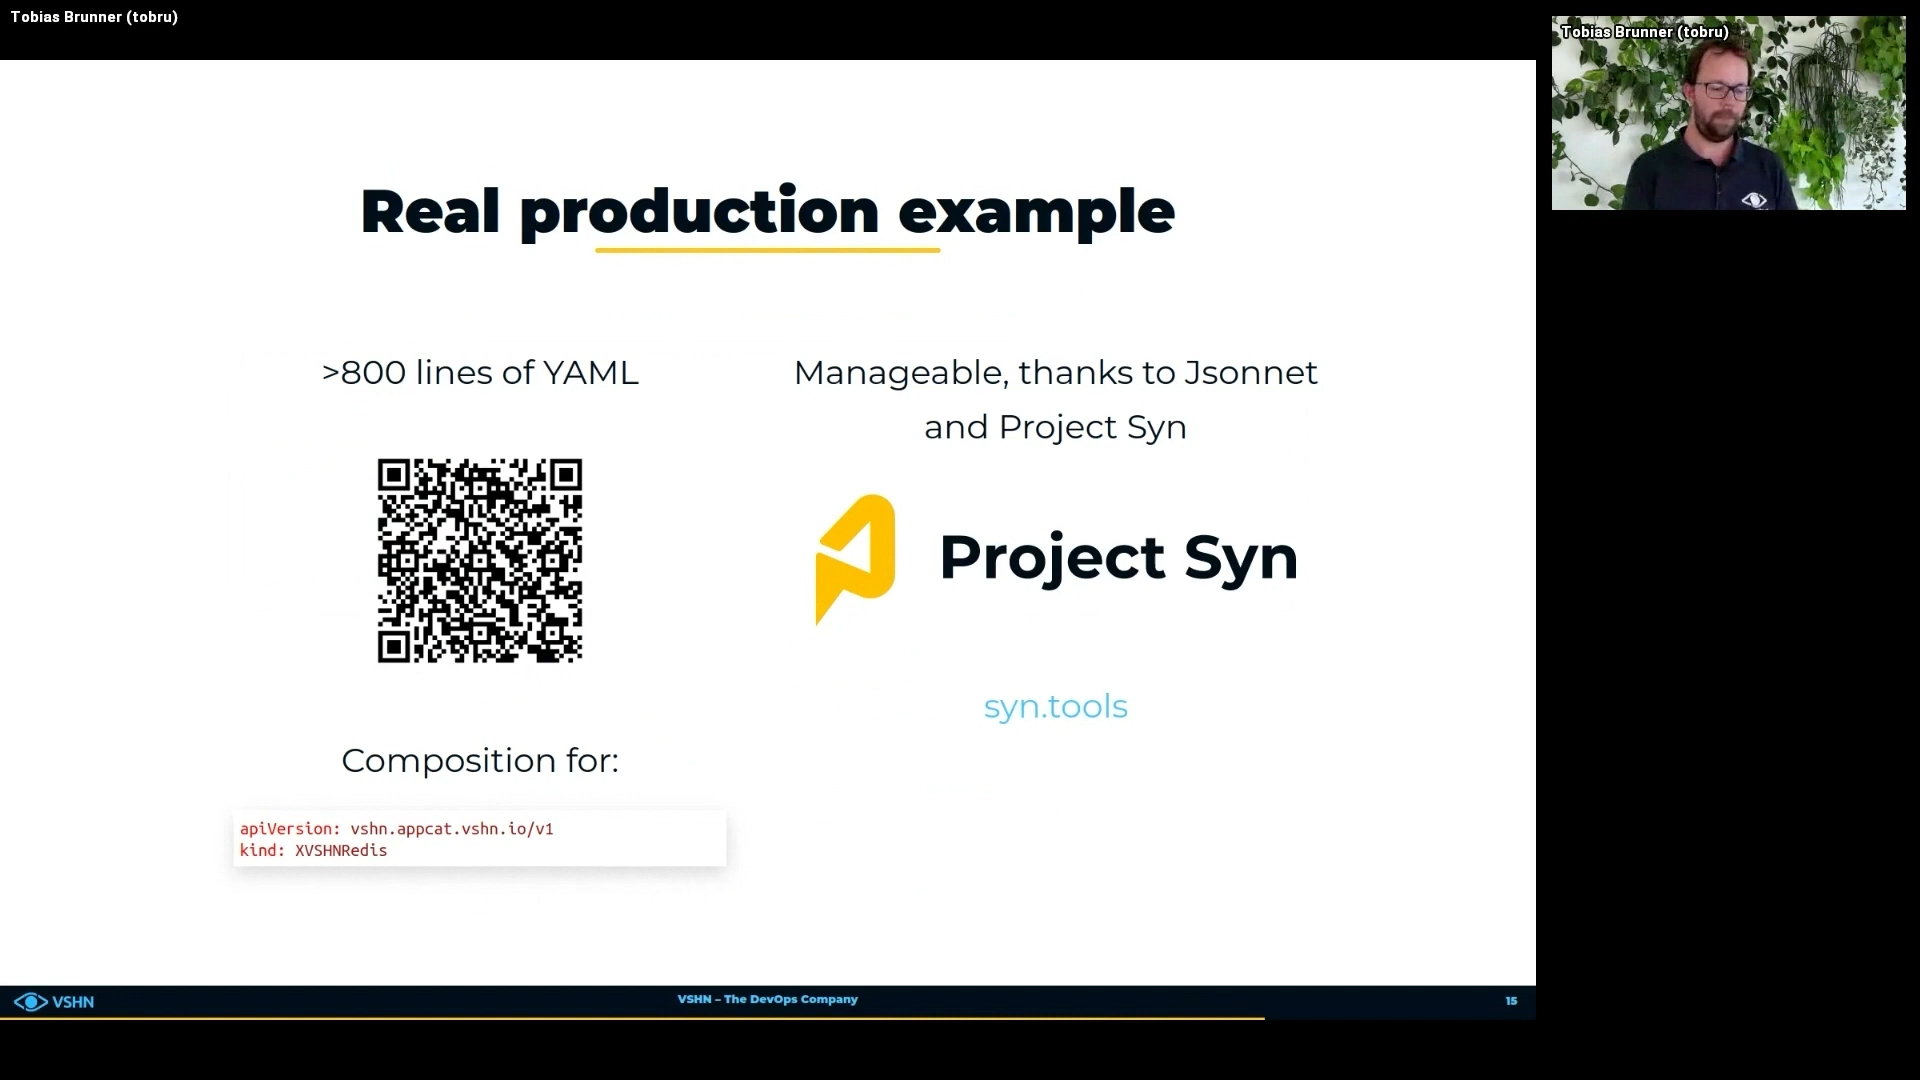 Tobias Brunner (tobru)
Tobias Brunner (tobru)
Real production example
>800 lines of YAML
Manageable, thanks to Jsonnet
and Project Syn
Project Syn
syn.tools
Composition for:
apiVersion: vshn.appcat.vshn.io/v1
kind: XVSHNRedis
VSHN
VSHN – The DevOps Company
15